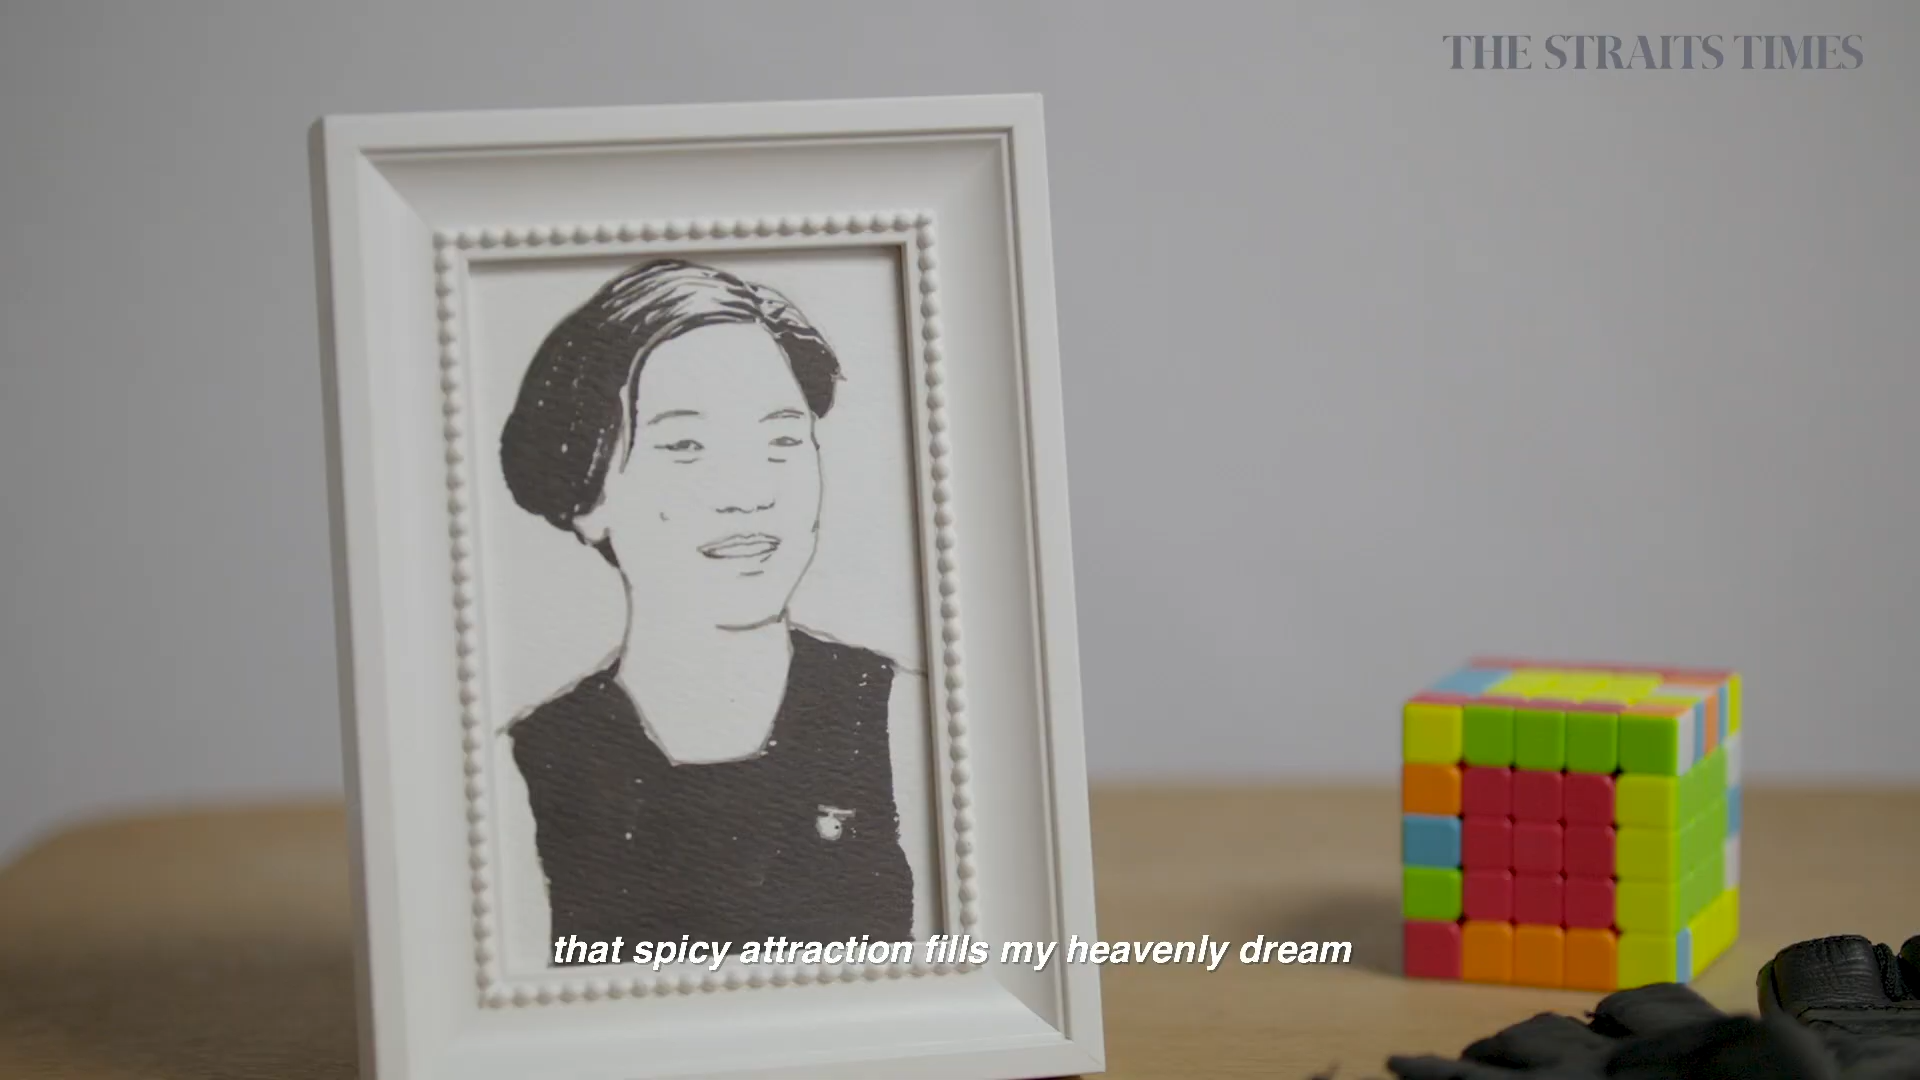 THE STRAITS TIMES
that spicy attraction fills my heavenly dream